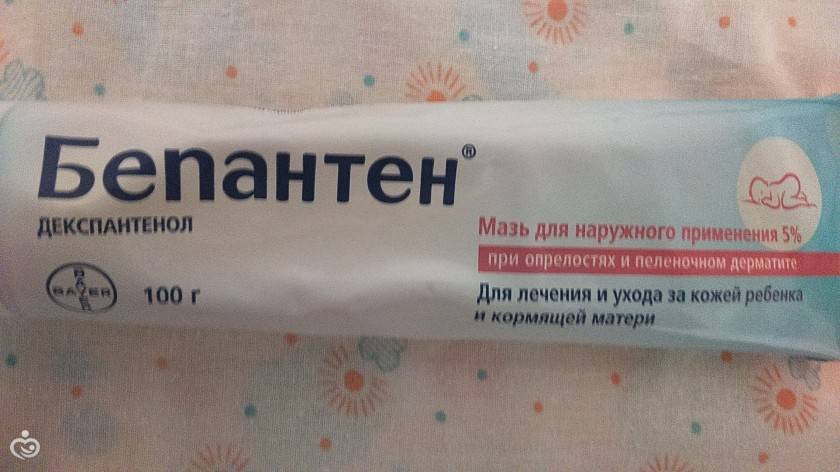 Бепантен®
ДЕКСПАНТЕНОЛ
BAYER
BAYER
100 г
Мазь для наружного применения 5%
при опрелостях и пеленочном дерматите
Для лечения и ухода за кожей ребенка
и кормящей матери